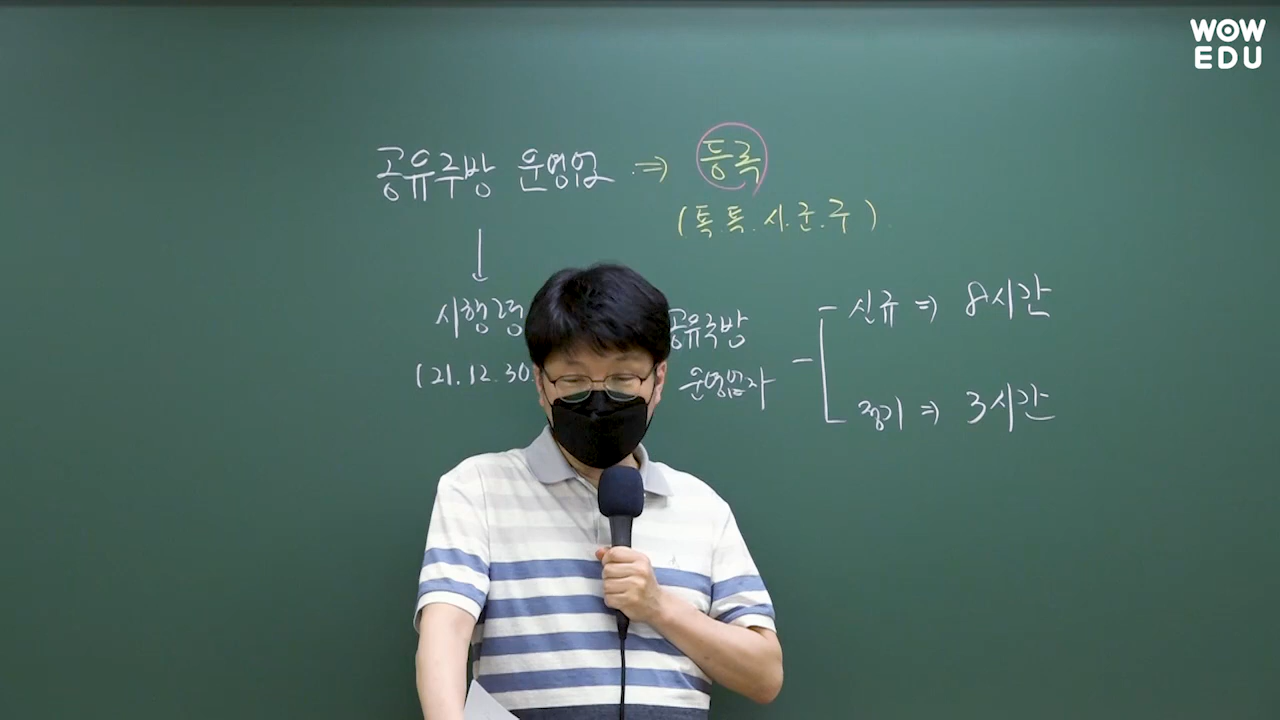 WOW
EDU
공유주방 운영업 ⇒ 등록
(특.특.시.군.구)
↓
시행령
(21.12.30.
공유주방
운영업자
신규 ⇒ 8시간
정기 ⇒ 3시간